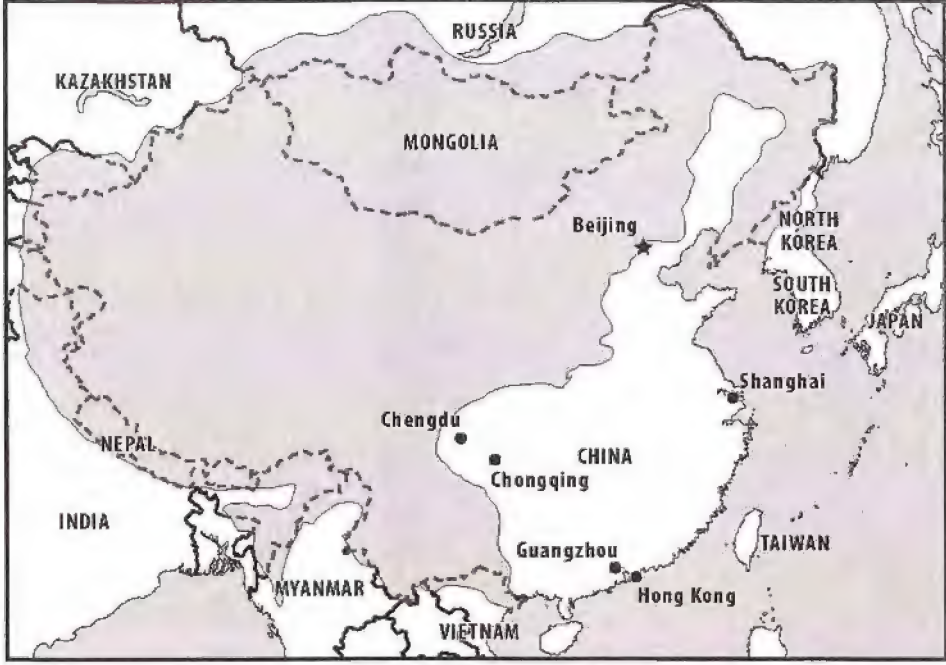 RUSSIA
KAZAKHSTAN
MONGOLIA
Beijing
NORTH
KOREA
SOUTH
KOREA
JAPAN
Shanghai
Chengdu
NEPAL
CHINA
Chongqing
INDIA
Guangzhou
TAIWAN
MYANMAR
Hong Kong
VIETNAM